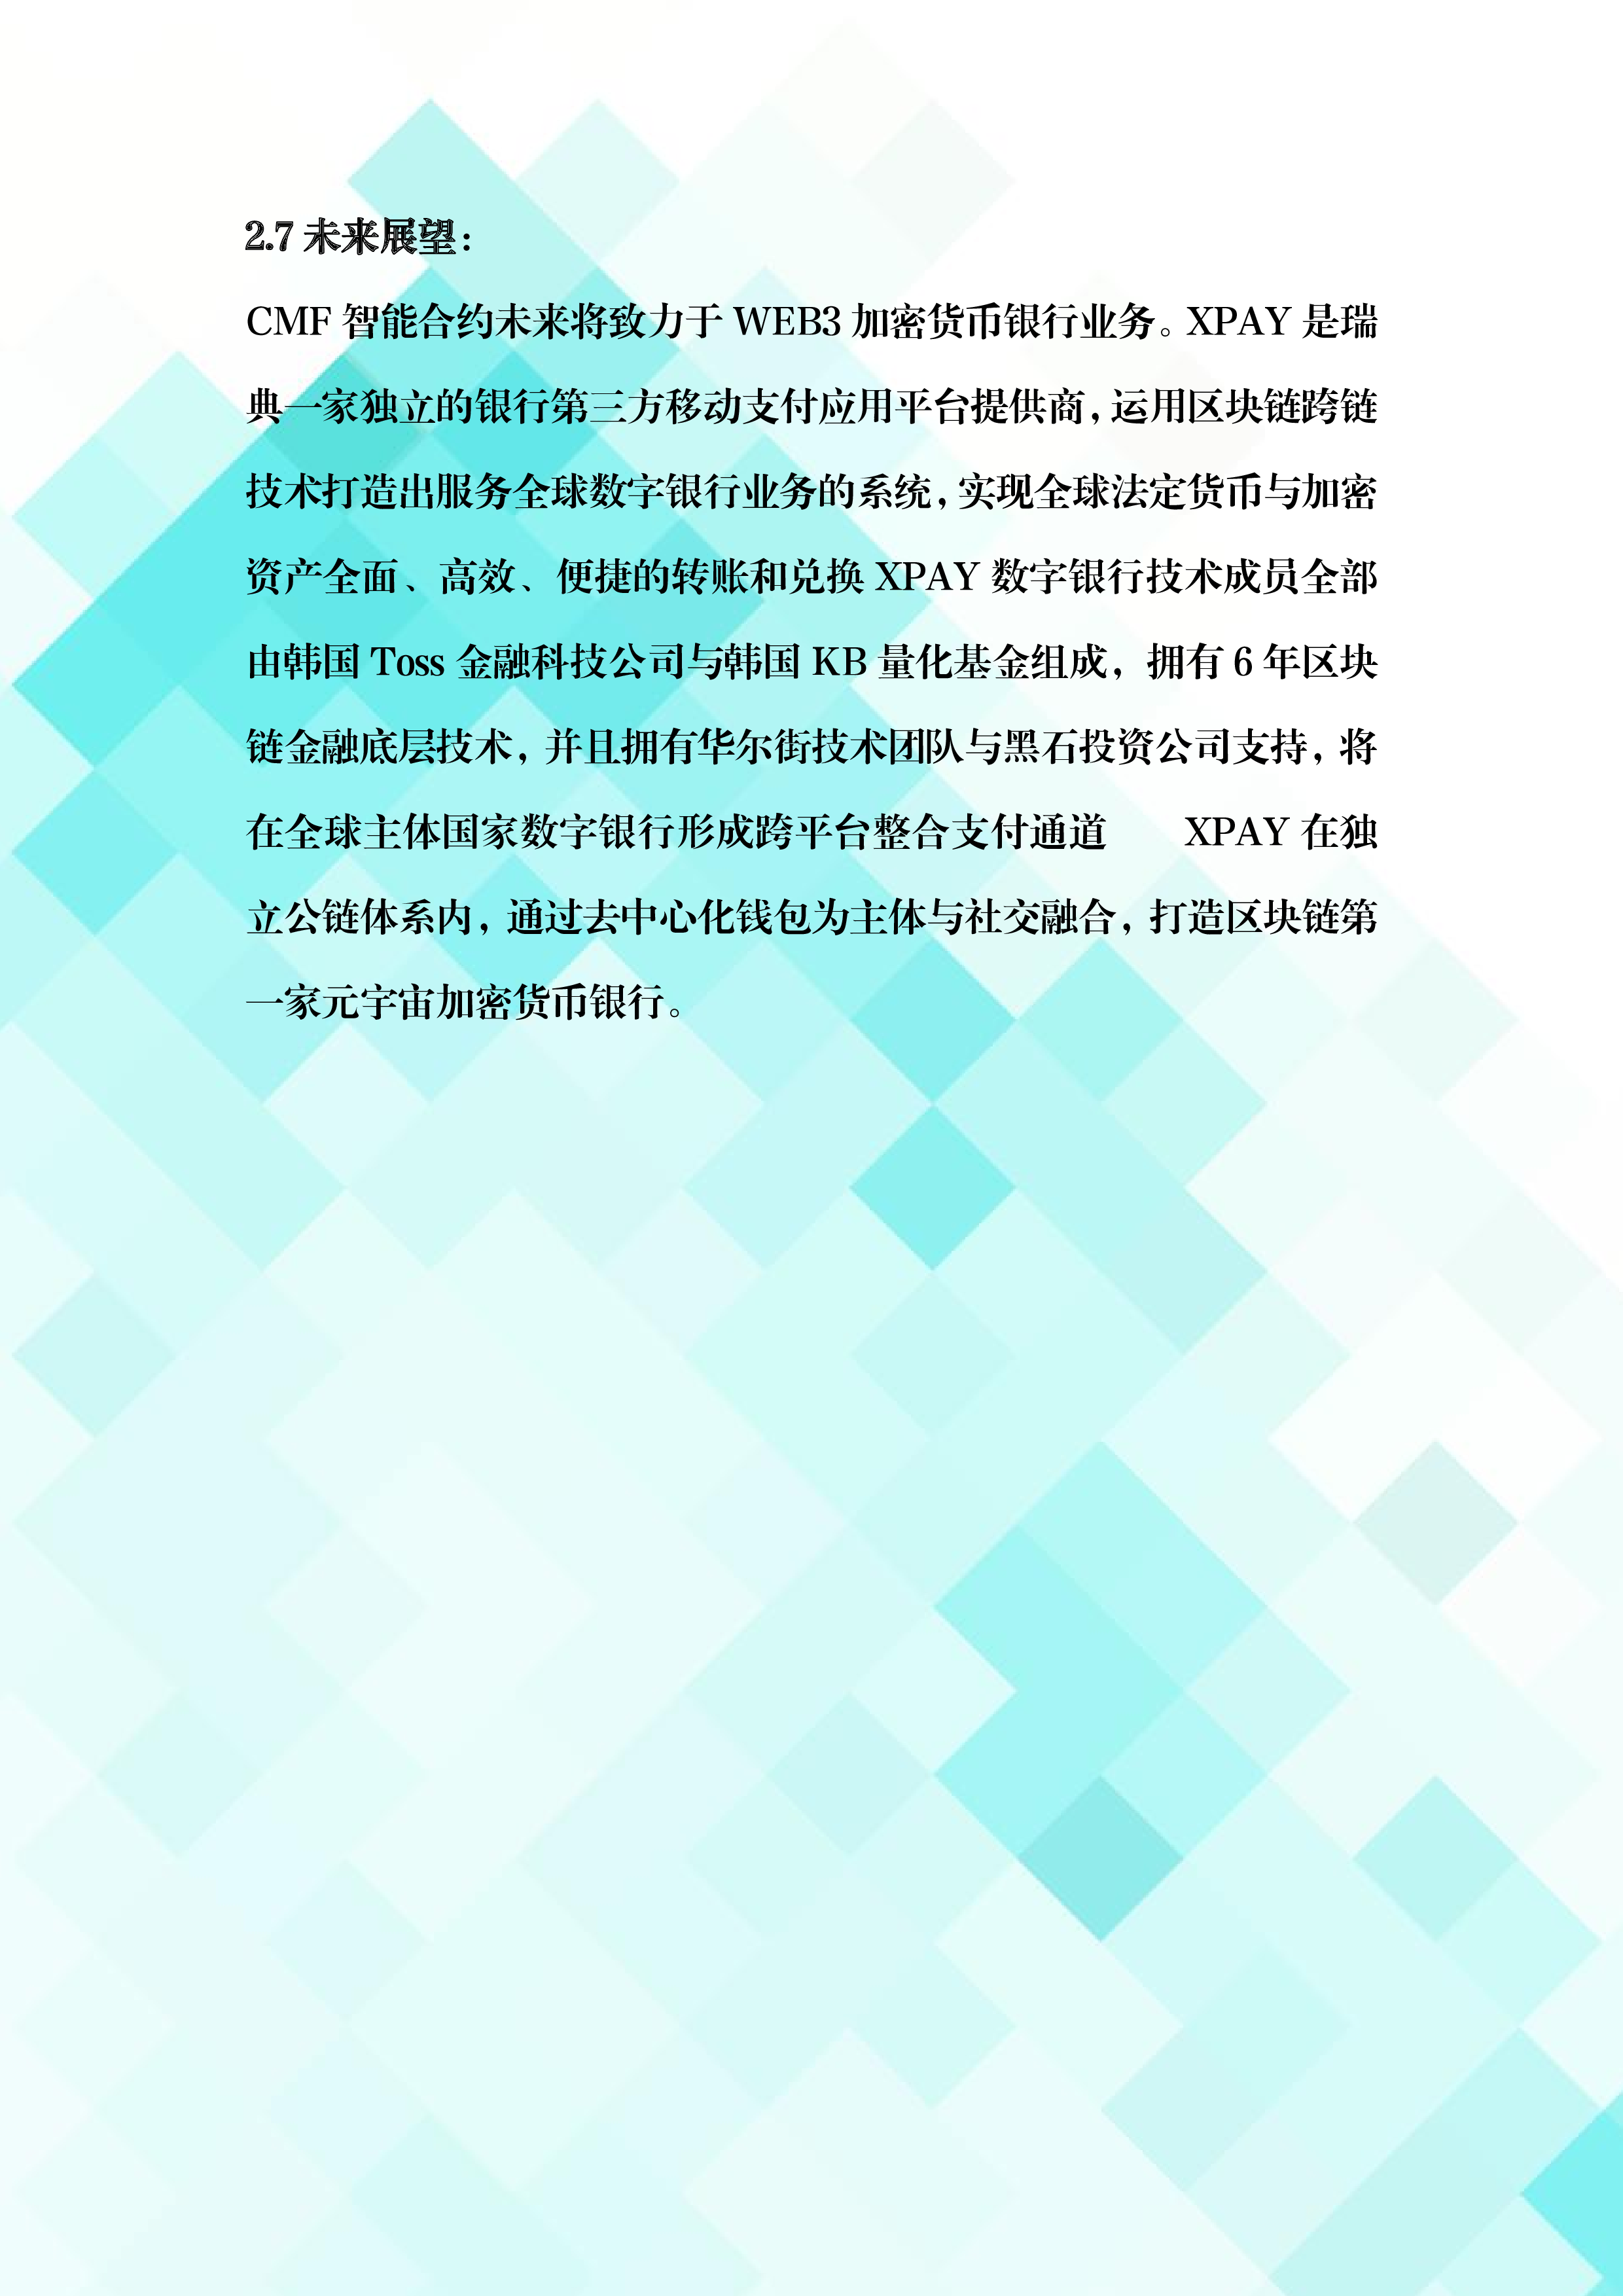 2.7 未来展望：
CMF 智能合约未来将致力于 WEB3 加密货币银行业务。XPAY 是瑞
典一家独立的银行第三方移动支付应用平台提供商，运用区块链跨链
技术打造出服务全球数字银行业务的系统，实现全球法定货币与加密
资产全面、高效、便捷的转账和兑换 XPAY 数字银行技术成员全部
由韩国 Toss 金融科技公司与韩国 KB 量化基金组成，拥有 6 年区块
链金融底层技术，并且拥有华尔街技术团队与黑石投资公司支持，将
在全球主体国家数字银行形成跨平台整合支付通道　　XPAY 在独
立公链体系内，通过去中心化钱包为主体与社交融合，打造区块链第
一家元宇宙加密货币银行。